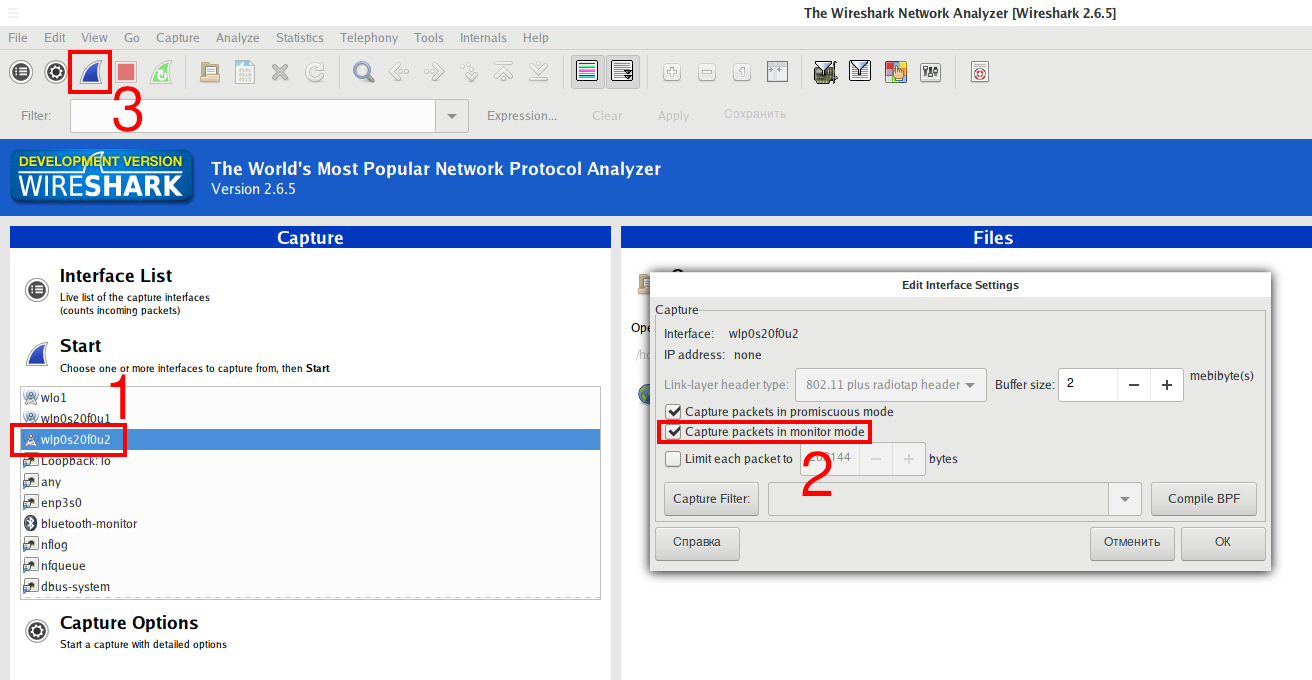 The Wireshark Network Analyzer [Wireshark 2.6.5]
File Edit View Go Capture Analyze Statistics Telephony Tools Internals Help
3
Filter: Expression... Clear Apply Сохранить
DEVELOPMENT VERSION
WIRESHARK
The World's Most Popular Network Protocol Analyzer
Version 2.6.5
Capture
Interface List
Live list of the capture interfaces
(counts incoming packets)
Start
Choose one or more interfaces to capture from, then Start
1
wlo1
wlp0s20f0u1
wlp0s20f0u2
Loopback: lo
any
enp3s0
bluetooth-monitor
nflog
nfqueue
dbus-system
Capture Options
Start a capture with detailed options
Files
Ope
/ho
Edit Interface Settings
Capture
Interface: wlp0s20f0u2
IP address: none
Link-layer header type: 802.11 plus radiotap header Buffer size: 2 mebibyte(s)
Capture packets in promiscuous mode
Capture packets in monitor mode
Limit each packet to bytes
2
Capture Filter: Compile BPF
Справка Отменить OK